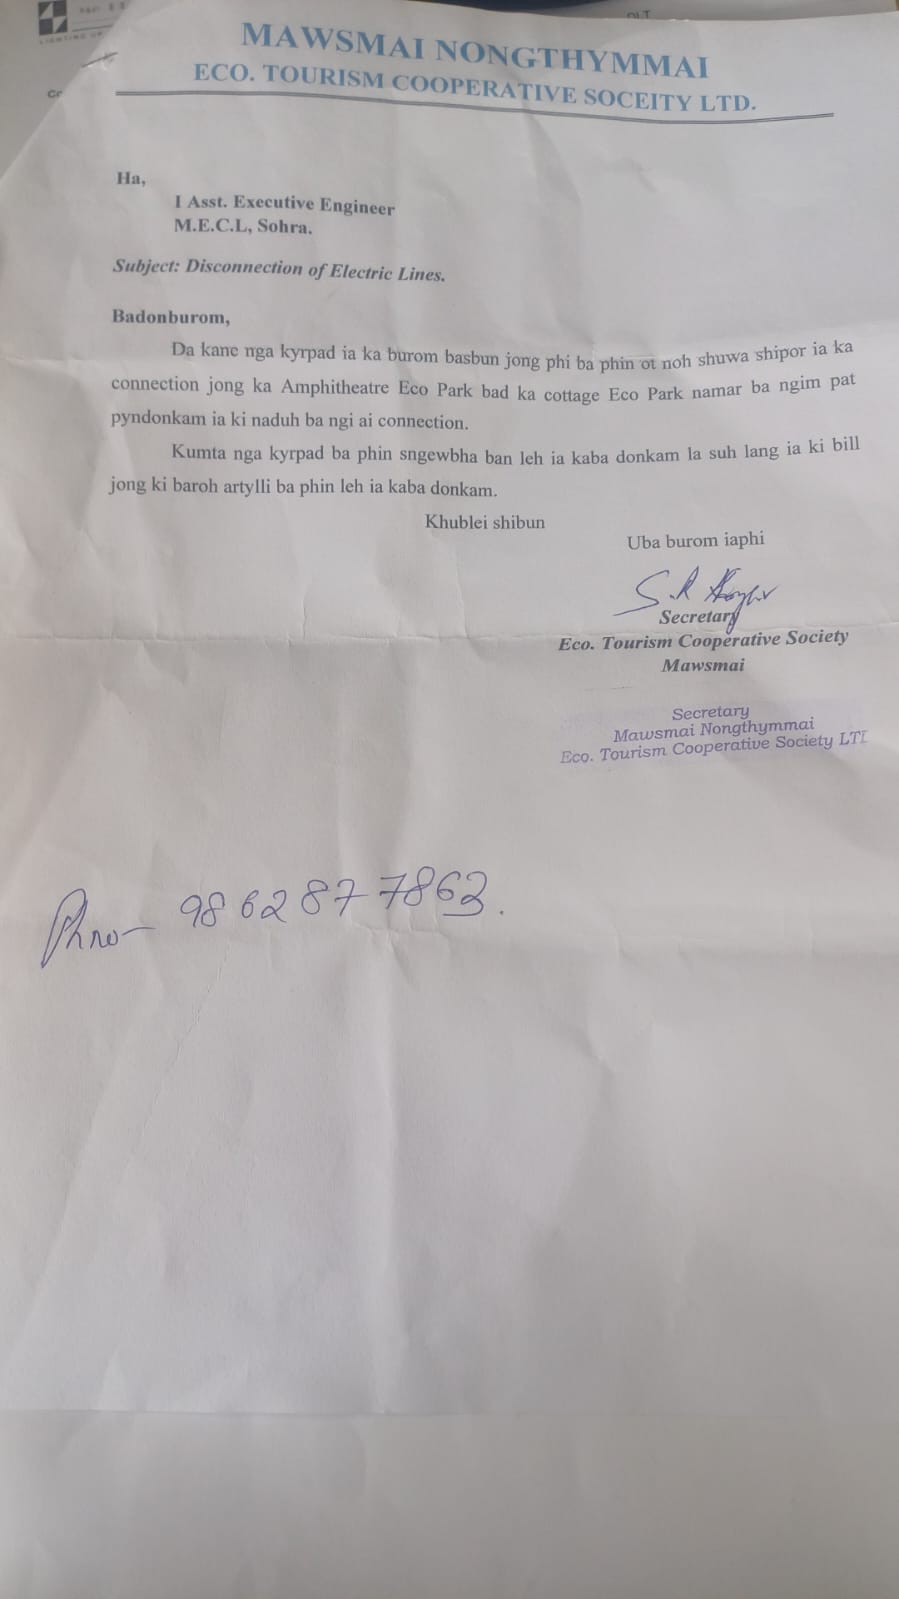 MAWSMAI NONGTHYMMAI
ECO. TOURISM COOPERATIVE SOCEITY LTD.
Ha,
I Asst. Executive Engineer
M.E.C.L, Sohra.
Subject: Disconnection of Electric Lines.
Badonburom,
Da kane nga kyrpad ia ka burom basbun jong phi ba phin ot noh shuwa shipor ia ka
connection jong ka Amphitheatre Eco Park bad ka cottage Eco Park namar ba ngim pat
pyndonkam ia ki naduh ba ngi ai connection.
Kumta nga kyrpad ba phin sngewbha ban leh ia kaba donkam la suh lang ia ki bill
jong ki baroh artylli ba phin leh ia kaba donkam.
Khublei shibun
Uba burom iaphi
S.R
Secretary
Eco. Tourism Cooperative Society
Mawsmai
Secretary
Mawsmai Nongthymmai
Eco. Tourism Cooperative Society LTD
Ph no- 9862877863.